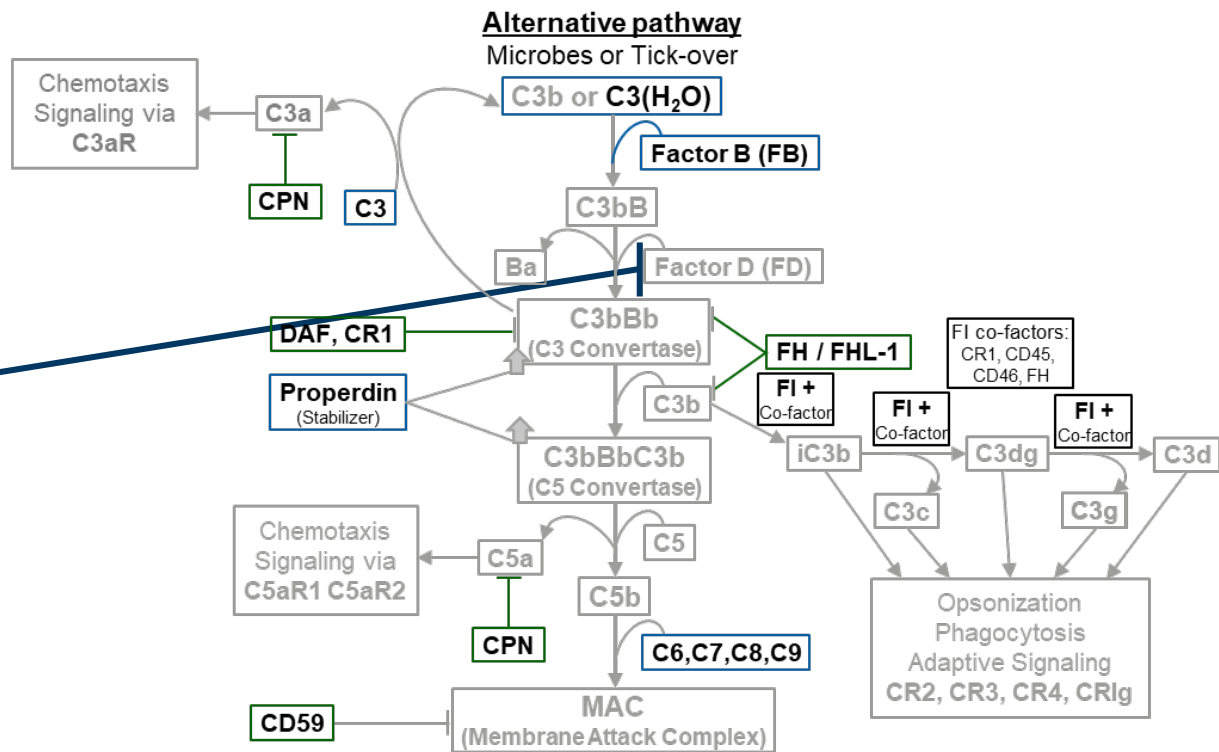 Alternative pathway
Microbes or Tick-over
C3b or C3(H₂O)
Chemotaxis
Signaling via
C3aR
C3a
Factor B (FB)
CPN
C3
C3bB
Ba
Factor D (FD)
C3bBb
(C3 Convertase)
DAF, CR1
FH / FHL-1
FI co-factors:
CR1, CD45,
CD46, FH
Properdin
(Stabilizer)
C3b
FI +
Co-factor
FI +
Co-factor
FI +
Co-factor
C3bBbC3b
(C5 Convertase)
iC3b
C3dg
C3d
C3c
C3g
Chemotaxis
Signaling via
C5aR1 C5aR2
C5a
C5
C5b
CPN
C6,C7,C8,C9
Opsonization
Phagocytosis
Adaptive Signaling
CR2, CR3, CR4, CRIg
CD59
MAC
(Membrane Attack Complex)